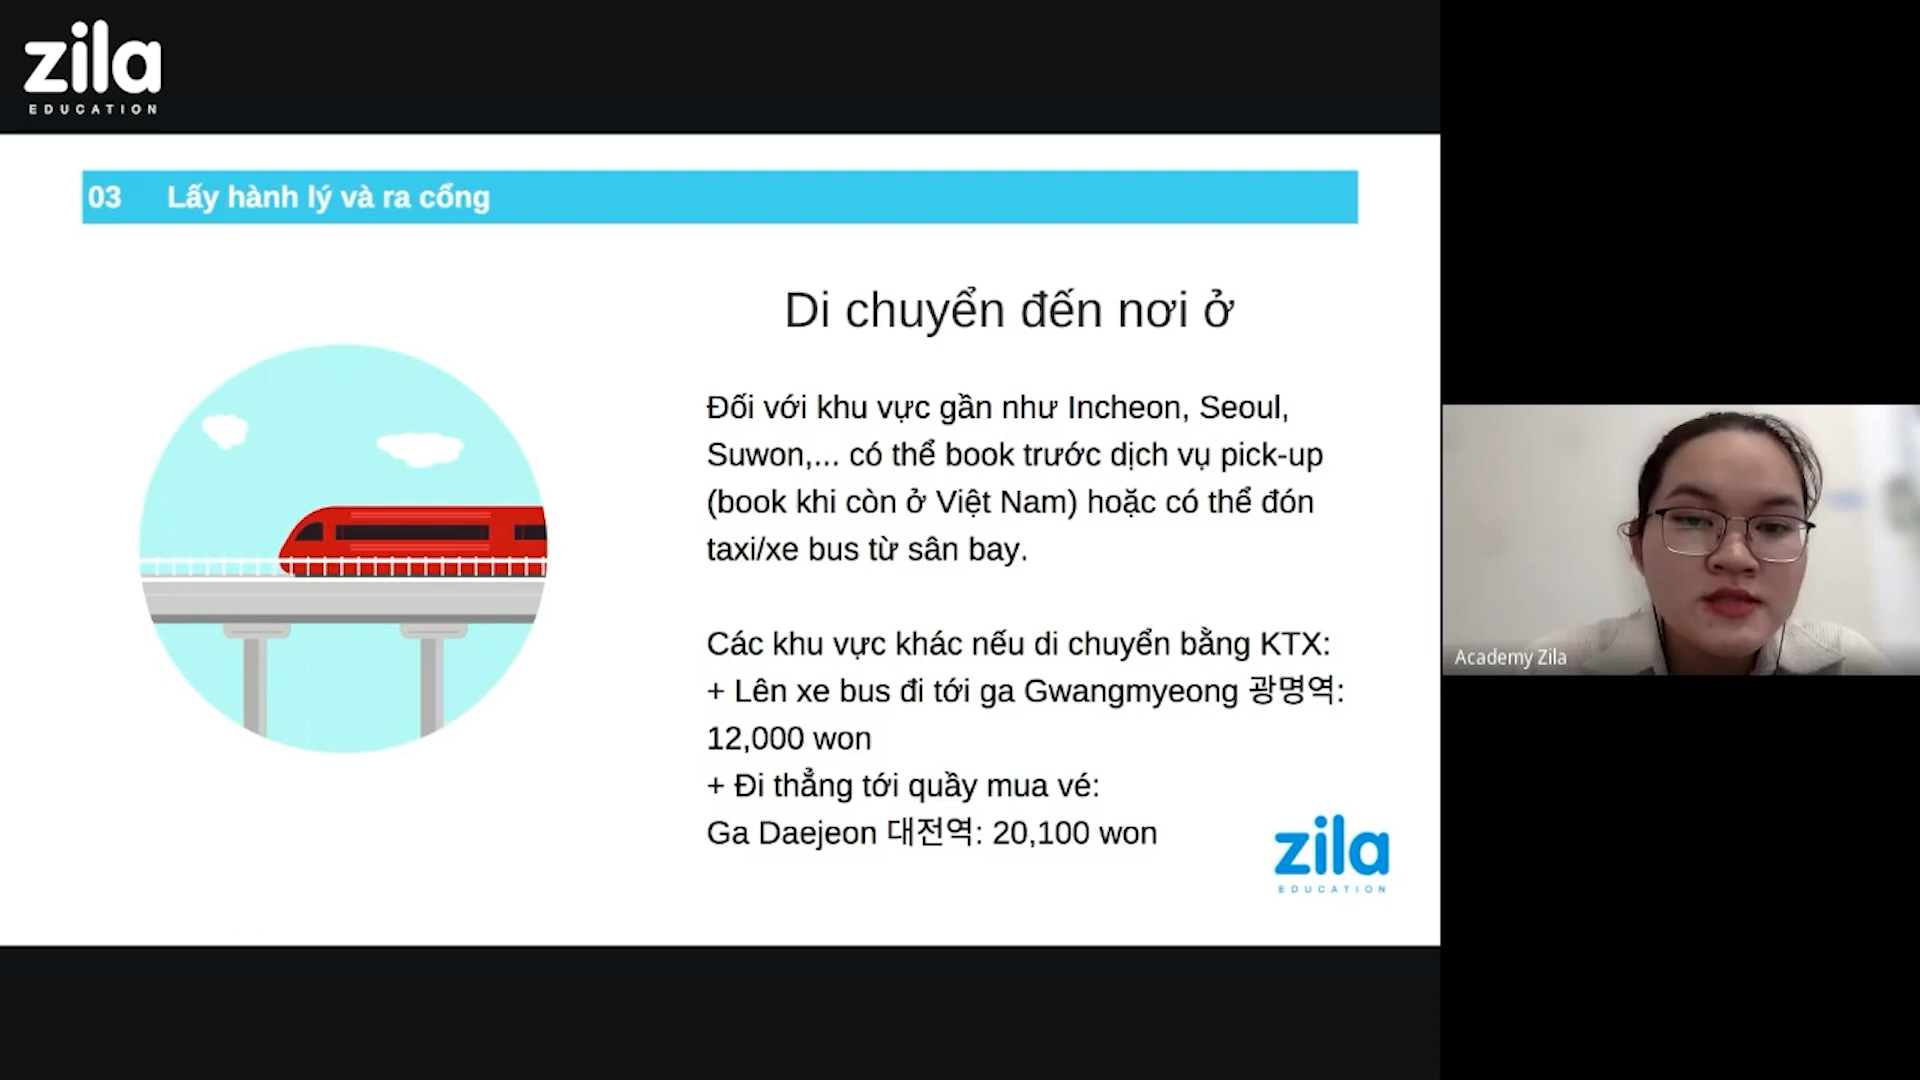 zila
EDUCATION
03 Lấy hành lý và ra cổng
Di chuyển đến nơi ở
Đối với khu vực gần như Incheon, Seoul,
Suwon,... có thể book trước dịch vụ pick-up
(book khi còn ở Việt Nam) hoặc có thể đón
taxi/xe bus từ sân bay.
Các khu vực khác nếu di chuyển bằng KTX:
+ Lên xe bus đi tới ga Gwangmyeong 광명역:
12,000 won
+ Đi thẳng tới quầy mua vé:
Ga Daejeon 대전역: 20,100 won
zila
EDUCATION
Academy Zila